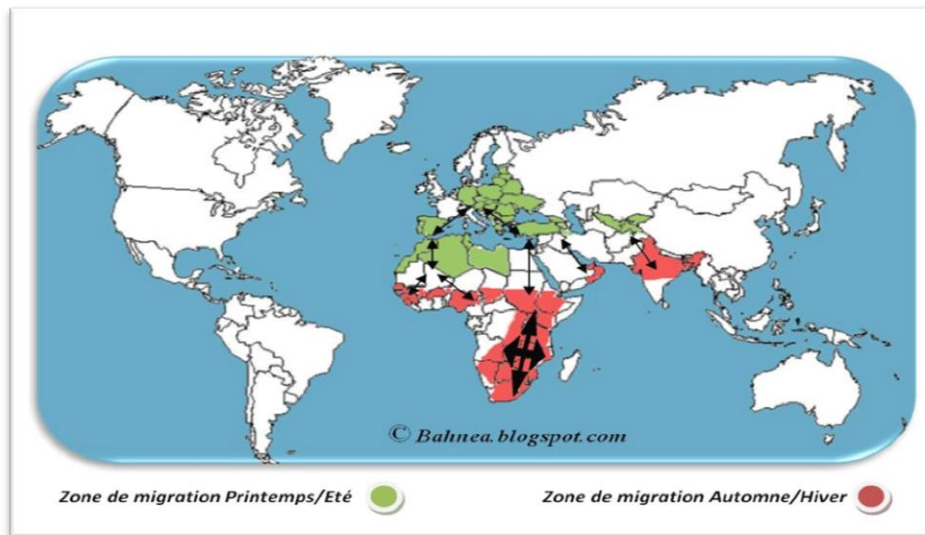 © Bahnea.blogspot.com
Zone de migration Printemps/Eté
Zone de migration Automne/Hiver